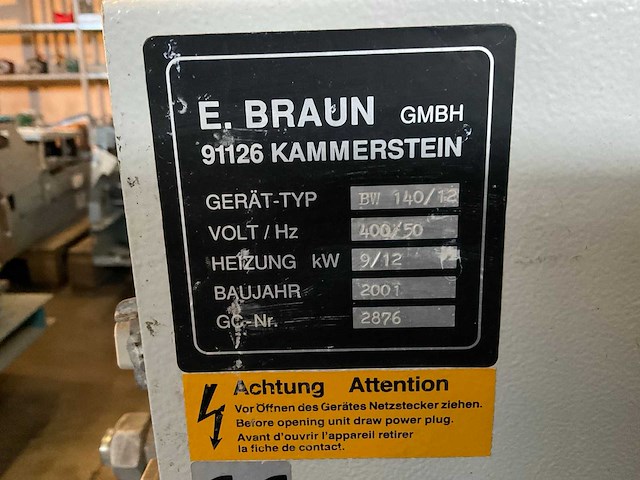 E. BRAUN GMBH
91126 KAMMERSTEIN
GERÄT-TYP BW 140/12
VOLT / Hz 400/50
HEIZUNG kW 9/12
BAUJAHR 2001
GC-Nr. 2876
Achtung Attention
Vor Öffnen des Gerätes Netzstecker ziehen.
Before opening unit draw power plug.
Avant d'ouvrir l'appareil retirer
la fiche de contact.